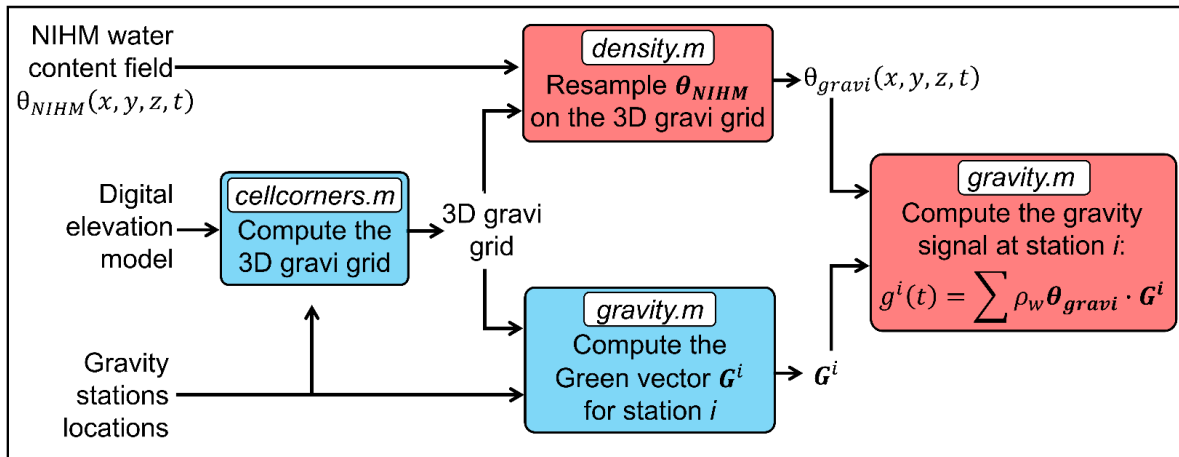 NIHM water
content field
θ_NIHM(x, y, z, t)
density.m
Resample θ_NIHM
on the 3D gravi grid
θ_gravi(x, y, z, t)
Digital
elevation
model
cellcorners.m
Compute the
3D gravi grid
3D gravi
grid
gravity.m
Compute the gravity
signal at station i:
g^i(t) = ∑ ρ_w θ_gravi · G^i
Gravity
stations
locations
gravity.m
Compute the
Green vector G^i
for station i
G^i